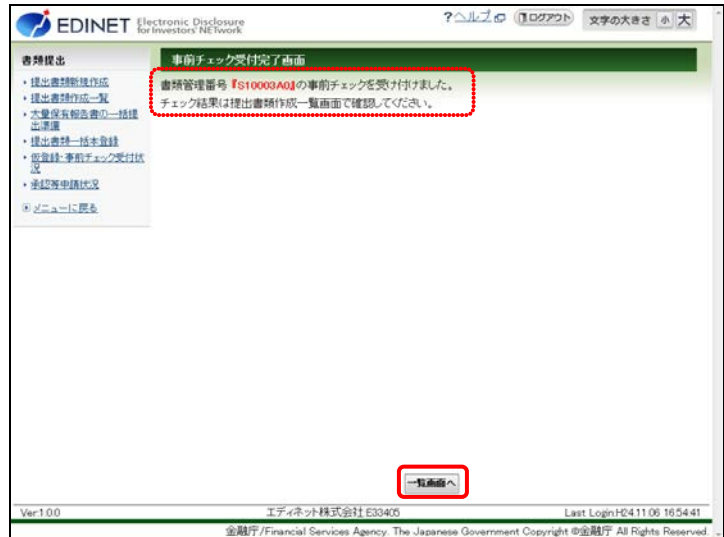 EDINET Electronic Disclosure for Investors' NETwork
?ヘルプ ログアウト 文字の大きさ 小 大
書類提出
・提出書類新規作成
・提出書類作成一覧
・大量保有報告書の一括提
出準備
・提出書類一括本登録
・仮登録・事前チェック受付状
況
・承認等申請状況
メニューに戻る
事前チェック受付完了画面
書類管理番号『S10003A0』の事前チェックを受け付けました。
チェック結果は提出書類作成一覧画面で確認してください。
一覧画面へ
Ver.1.0.0 エディネット株式会社:E33405 Last Login:H24.11.06 16:54:41
金融庁/Financial Services Agency. The Japanese Government Copyright ©金融庁 All Rights Reserved.